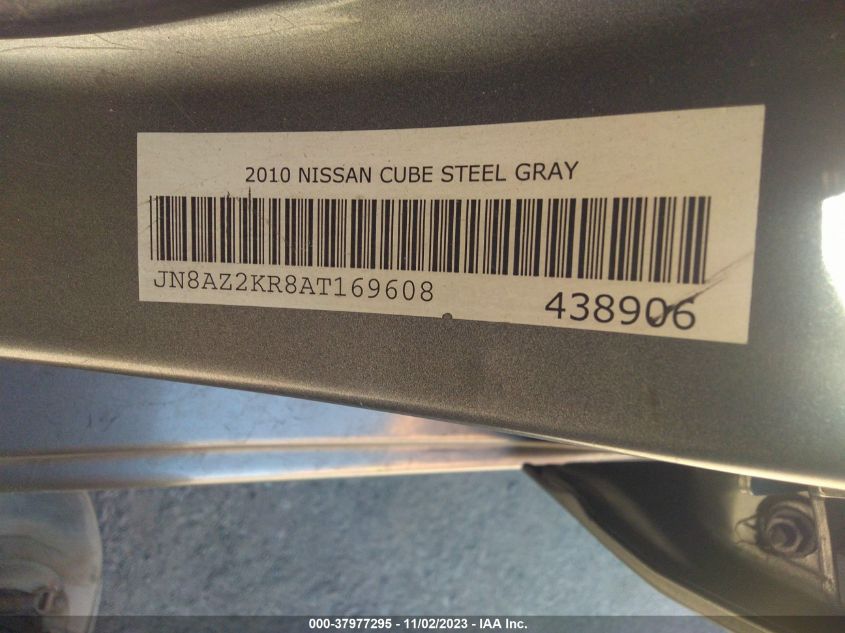 2010 NISSAN CUBE STEEL GRAY
JN8AZ2KR8AT169608
438906
000-37977295 - 11/02/2023 - IAA Inc.